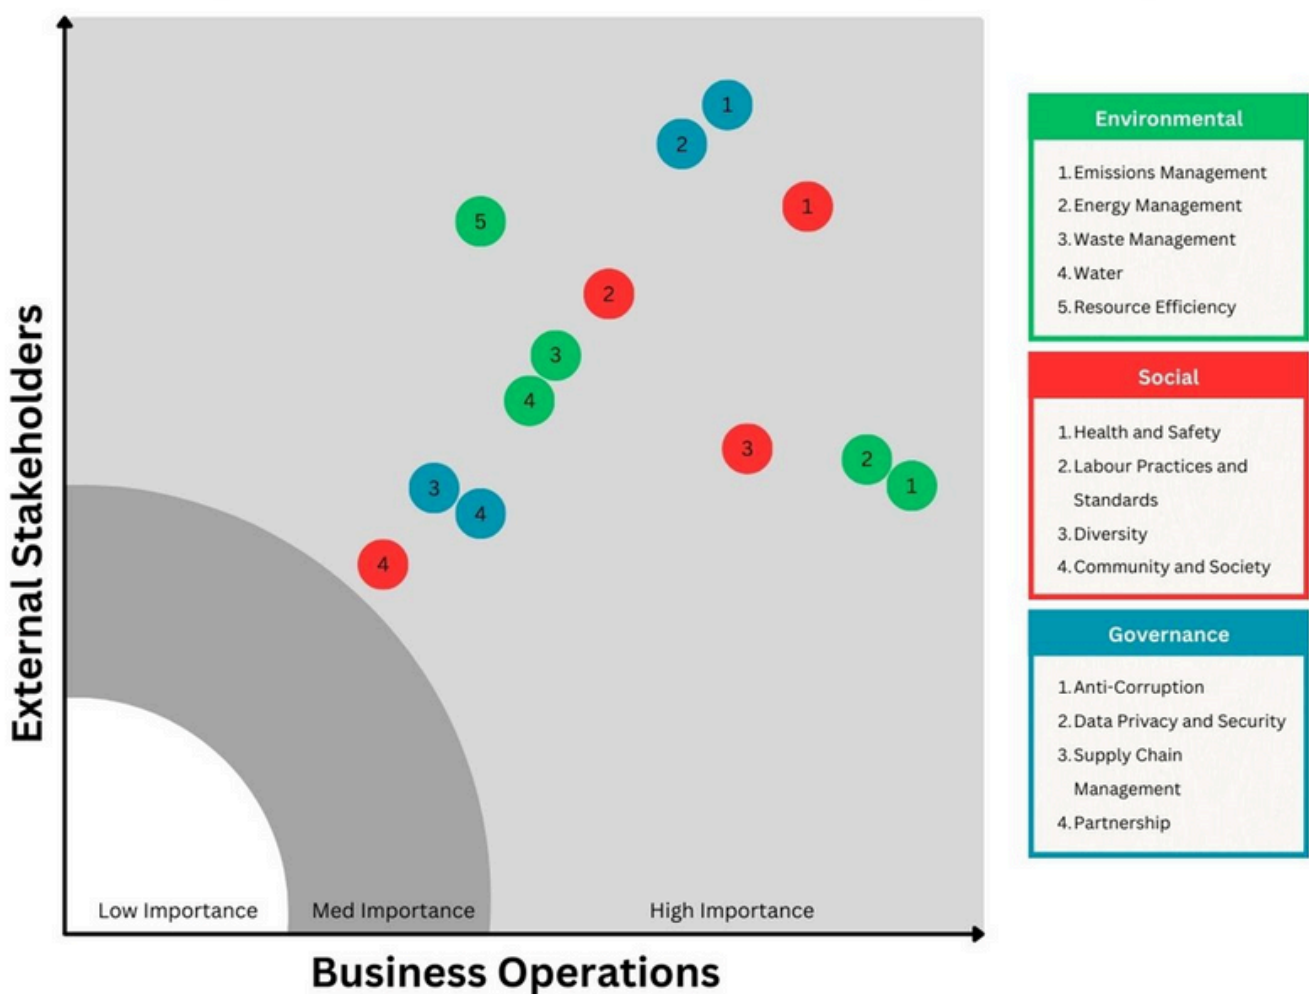 External Stakeholders
1
2
1
5
2
3
4
3
2
1
3
4
4
Low Importance
Med Importance
High Importance
Business Operations
Environmental
1. Emissions Management
2. Energy Management
3. Waste Management
4. Water
5. Resource Efficiency
Social
1. Health and Safety
2. Labour Practices and
Standards
3. Diversity
4. Community and Society
Governance
1. Anti-Corruption
2. Data Privacy and Security
3. Supply Chain
Management
4. Partnership